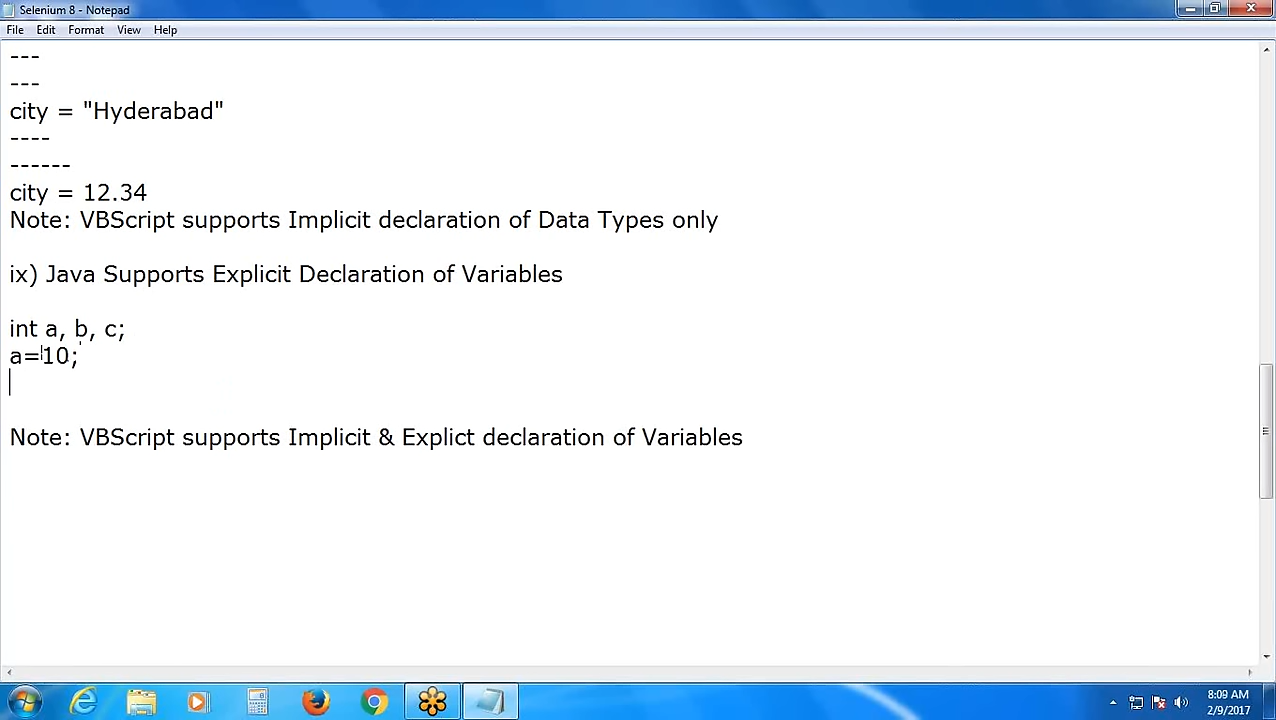 Selenium 8 - Notepad
File Edit Format View Help
---
---
city = "Hyderabad"
----
------
city = 12.34
Note: VBScript supports Implicit declaration of Data Types only
ix) Java Supports Explicit Declaration of Variables
int a, b, c;
a=10;
Note: VBScript supports Implicit & Explict declaration of Variables
8:09 AM
2/9/2017